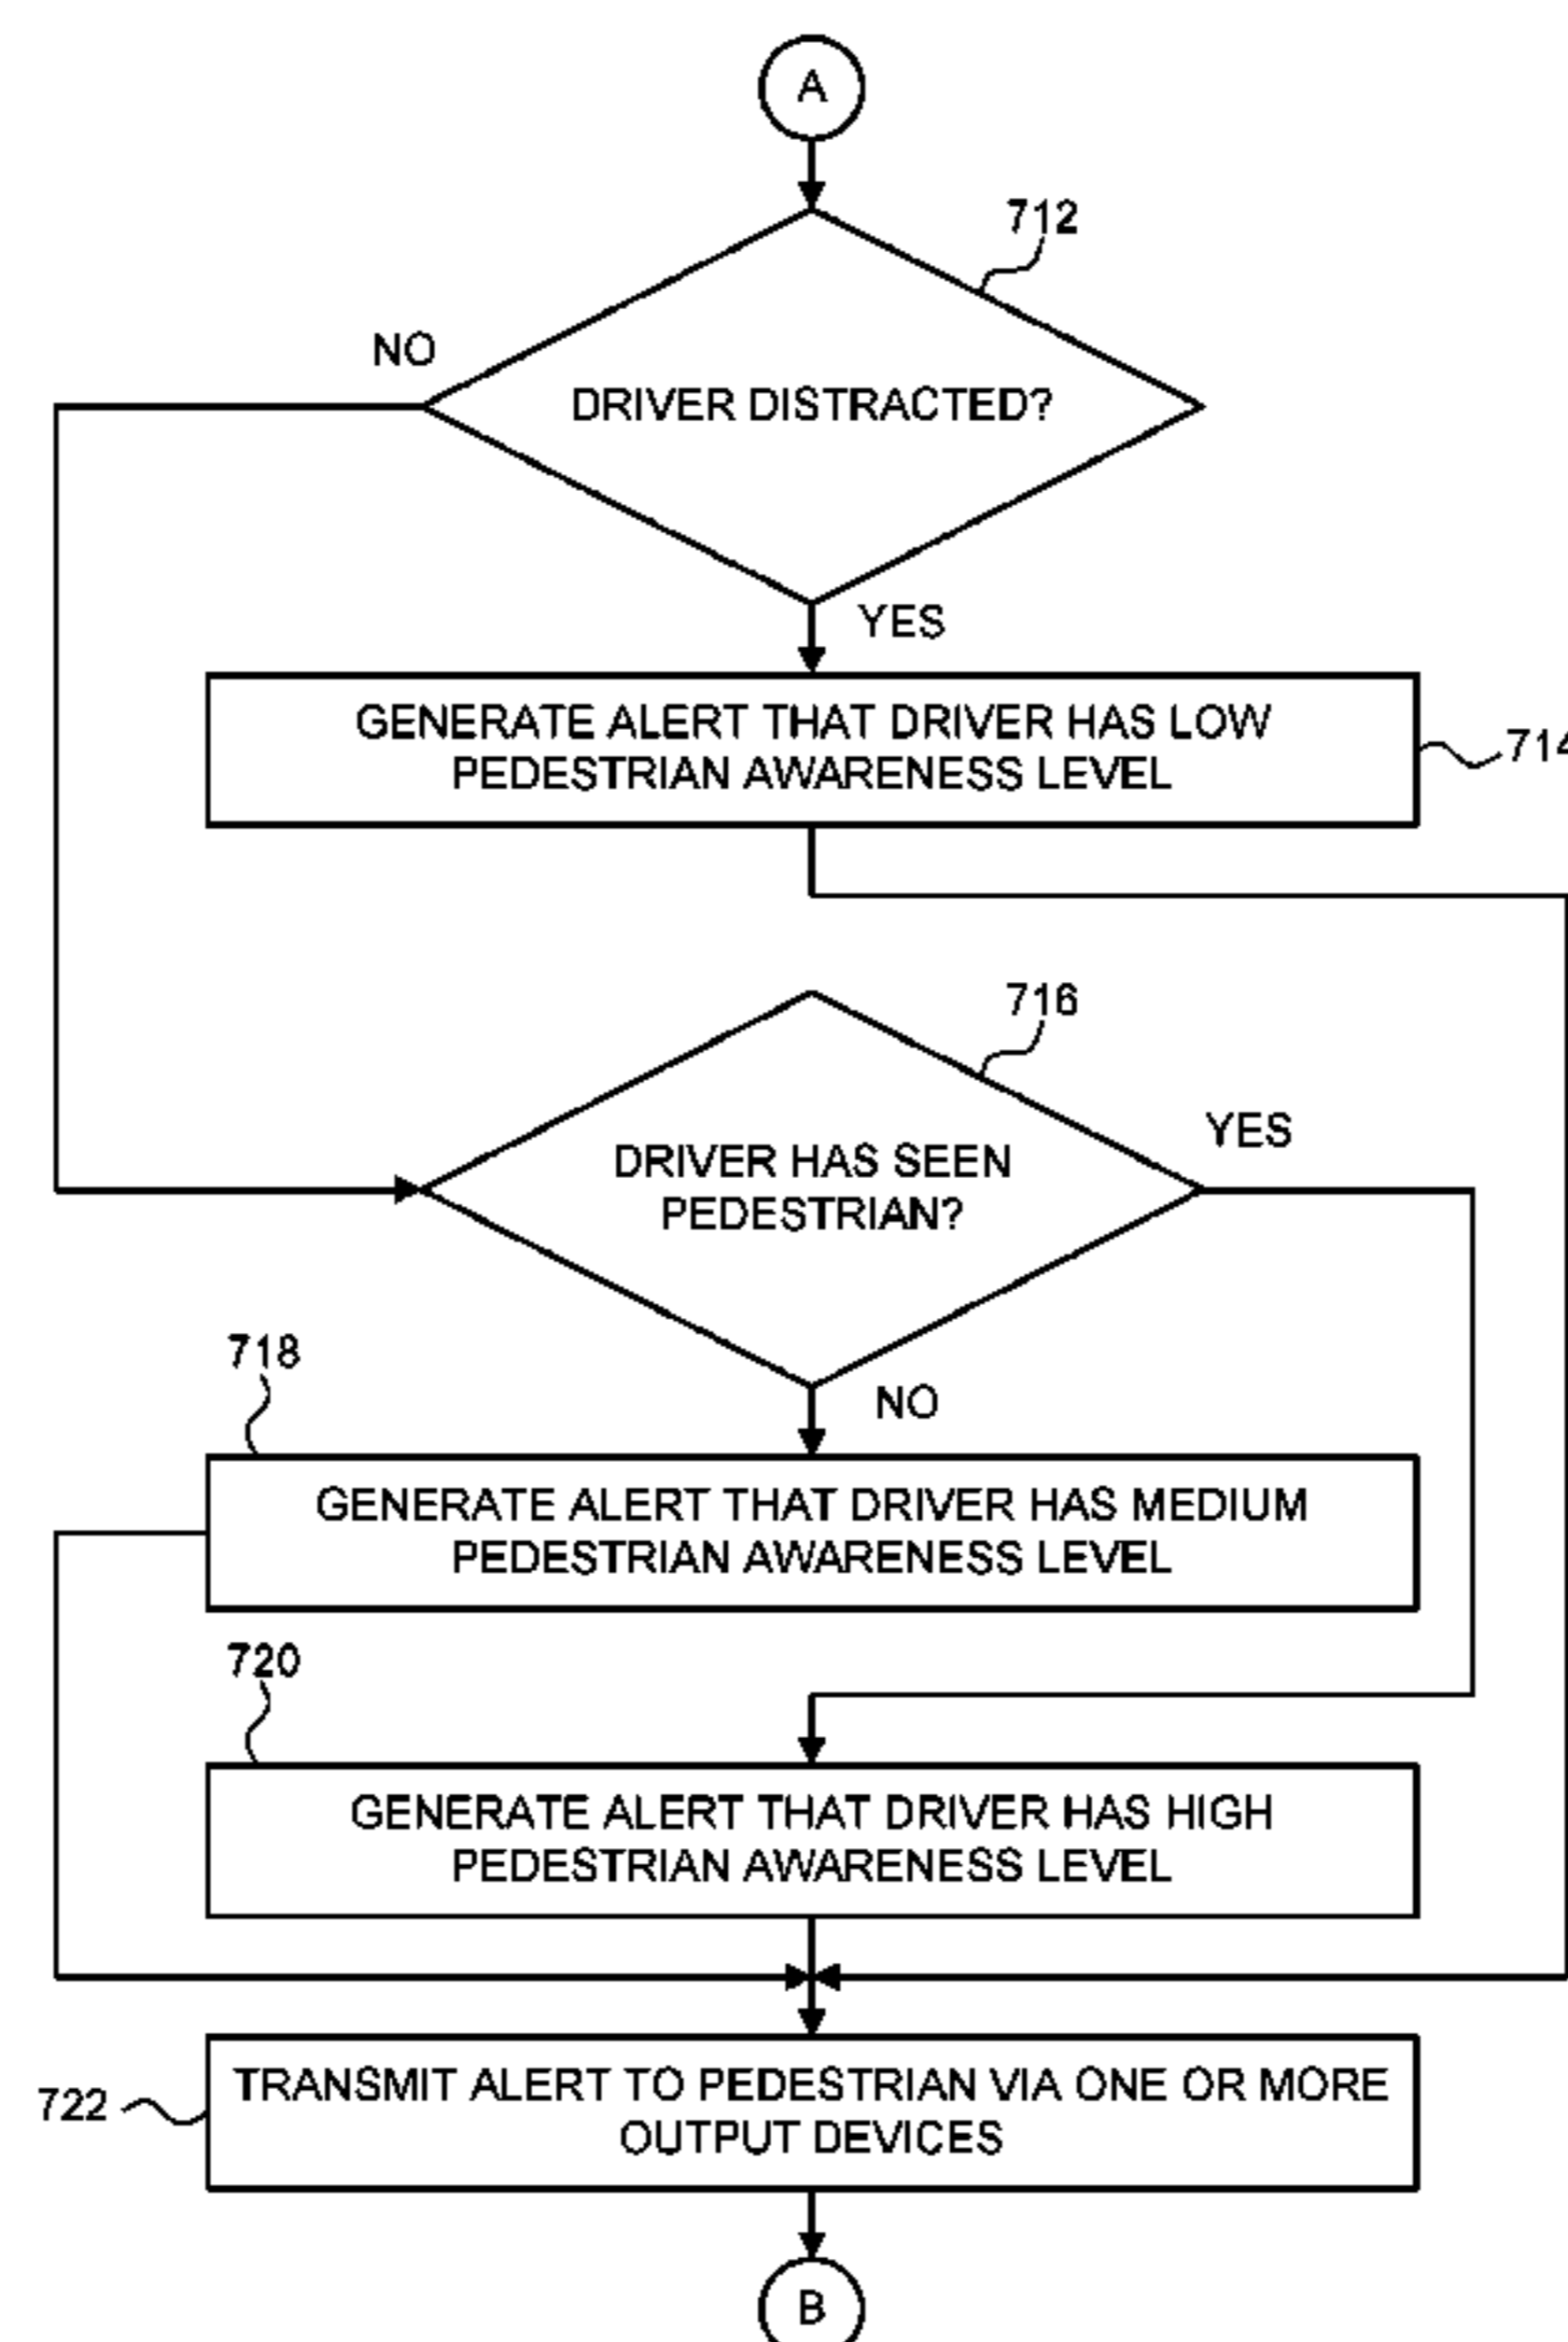 A
712
NO
DRIVER DISTRACTED?
YES
GENERATE ALERT THAT DRIVER HAS LOW
PEDESTRIAN AWARENESS LEVEL
714
716
YES
DRIVER HAS SEEN
PEDESTRIAN?
718
NO
GENERATE ALERT THAT DRIVER HAS MEDIUM
PEDESTRIAN AWARENESS LEVEL
720
GENERATE ALERT THAT DRIVER HAS HIGH
PEDESTRIAN AWARENESS LEVEL
722
TRANSMIT ALERT TO PEDESTRIAN VIA ONE OR MORE
OUTPUT DEVICES
B